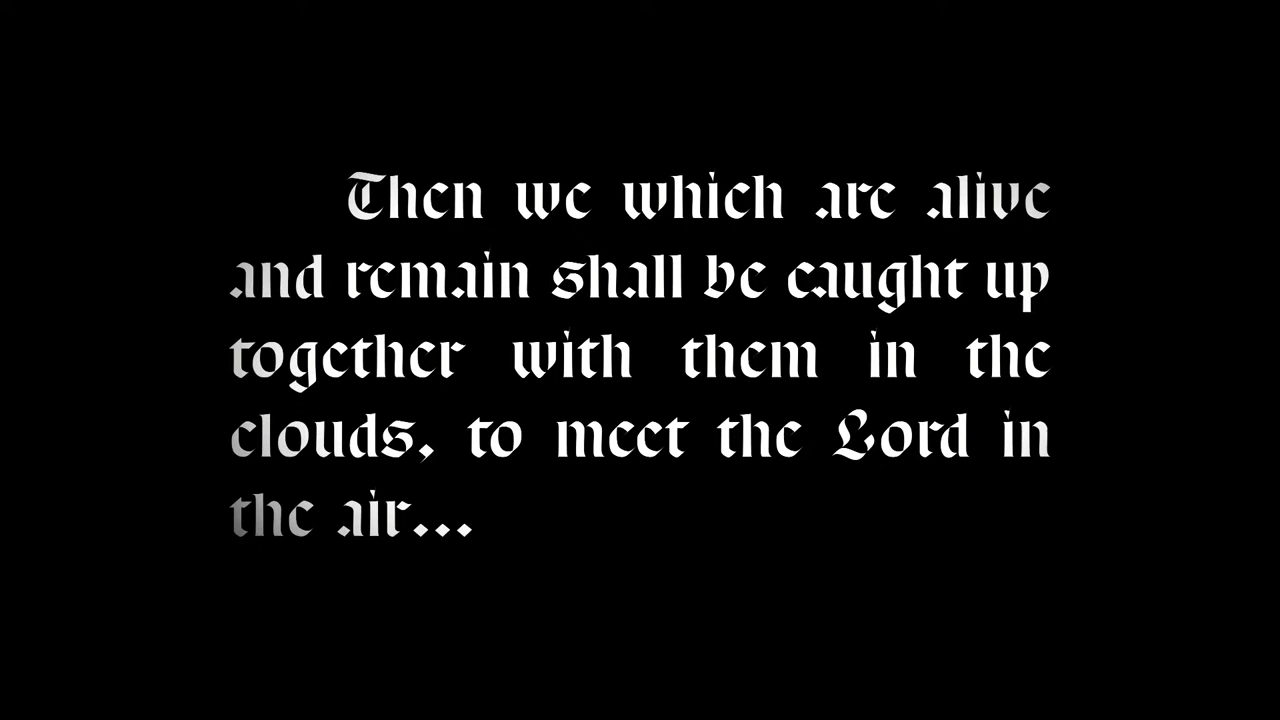 Then we which are alive
and remain shall be caught up
together with them in the
clouds, to meet the Lord in
the air...